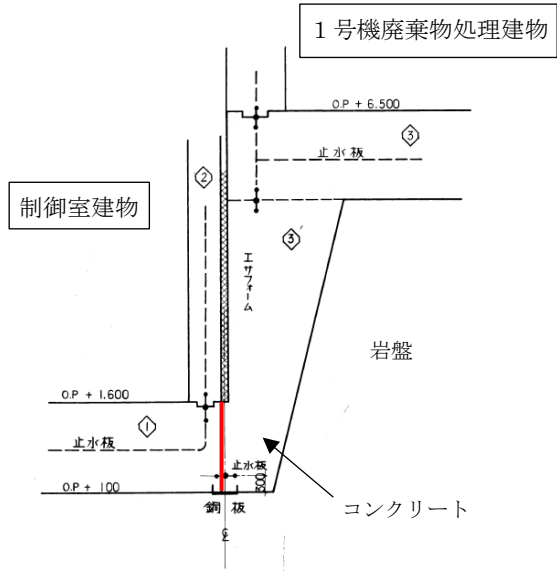 １号機廃棄物処理建物
O.P + 6.500
③
止水板
②
制御室建物
③'
エサフォーム
岩盤
O.P + 1.600
①
止水板
止水板
300
O.P + 100
銅板
コンクリート
℄